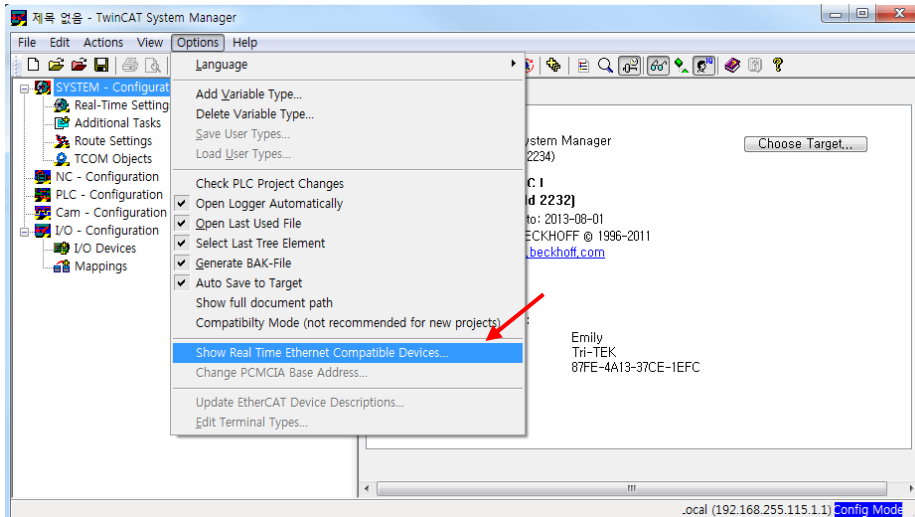 제목 없음 - TwinCAT System Manager
File Edit Actions View Options Help
Language
Add Variable Type...
Delete Variable Type...
Save User Types...
Load User Types...
Check PLC Project Changes
Open Logger Automatically
Open Last Used File
Select Last Tree Element
Generate BAK-File
Auto Save to Target
Show full document path
Compatibilty Mode (not recommended for new projects)
Show Real Time Ethernet Compatible Devices...
Change PCMCIA Base Address...
Update EtherCAT Device Descriptions...
Edit Terminal Types...
SYSTEM - Configurat
Real-Time Setting
Additional Tasks
Route Settings
TCOM Objects
NC - Configuration
PLC - Configuration
Cam - Configuration
I/O - Configuration
I/O Devices
Mappings
ystem Manager
Choose Target...
2234)
C I
ld 2232)
to: 2013-08-01
ECKHOFF © 1996-2011
.beckhoff.com
:
Emily
Tri-TEK
87FE-4A13-37CE-1EFC
.ocal (192.168.255.115.1.1) Config Mode